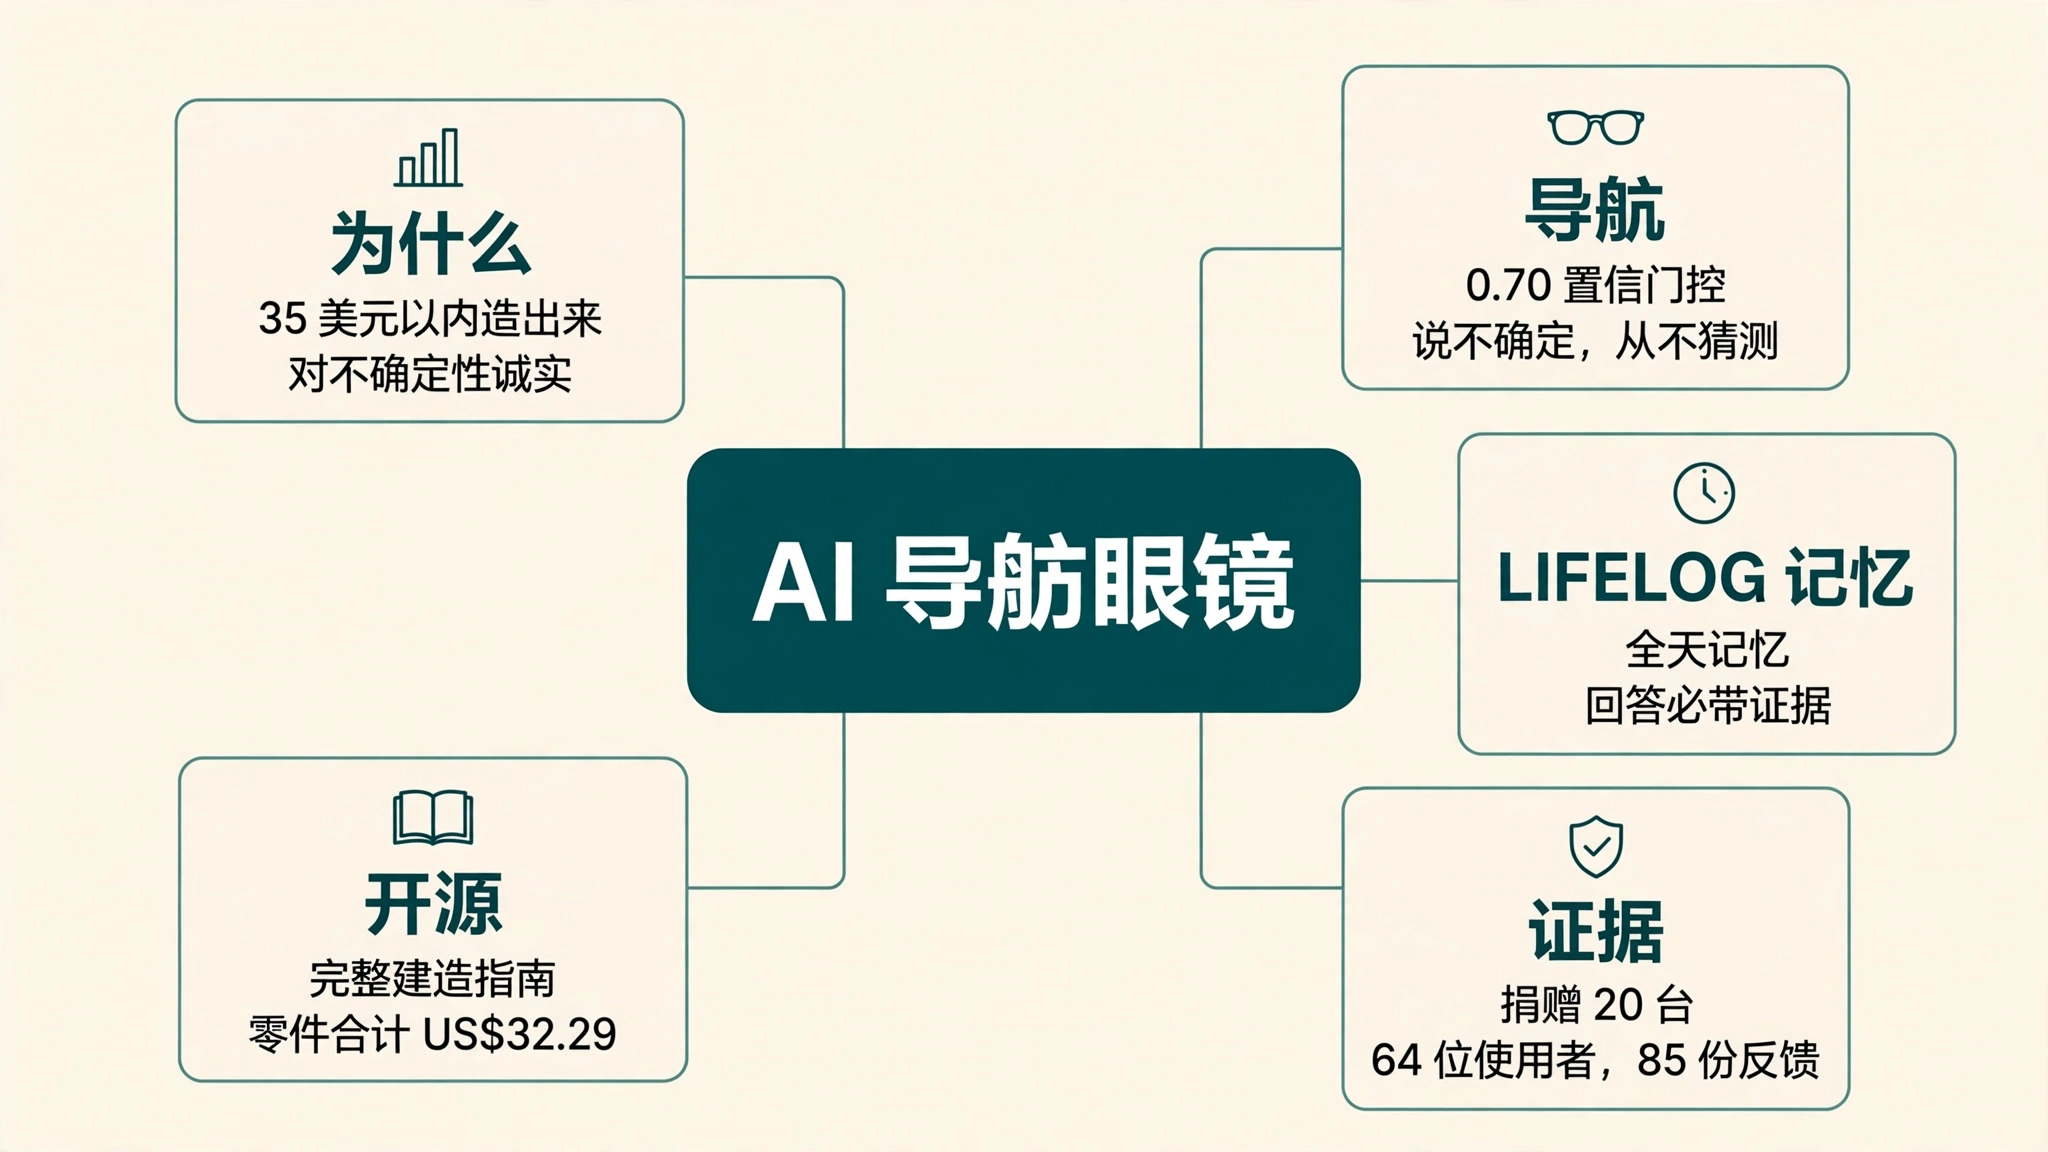 为什么
35 美元以内造出来
对不确定性诚实
导航
0.70 置信门控
说不确定，从不猜测
AI 导舫眼镜
LIFELOG 记忆
全天记忆
回答必带证据
开源
完整建造指南
零件合计 US$32.29
证据
捐赠 20 台
64 位使用者，85 份反馈